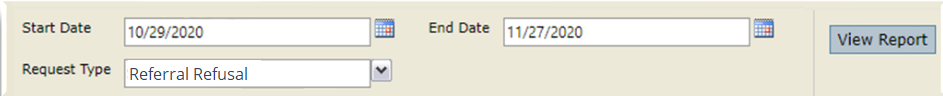 Start Date 10/29/2020 End Date 11/27/2020 View Report
Request Type Referral Refusal